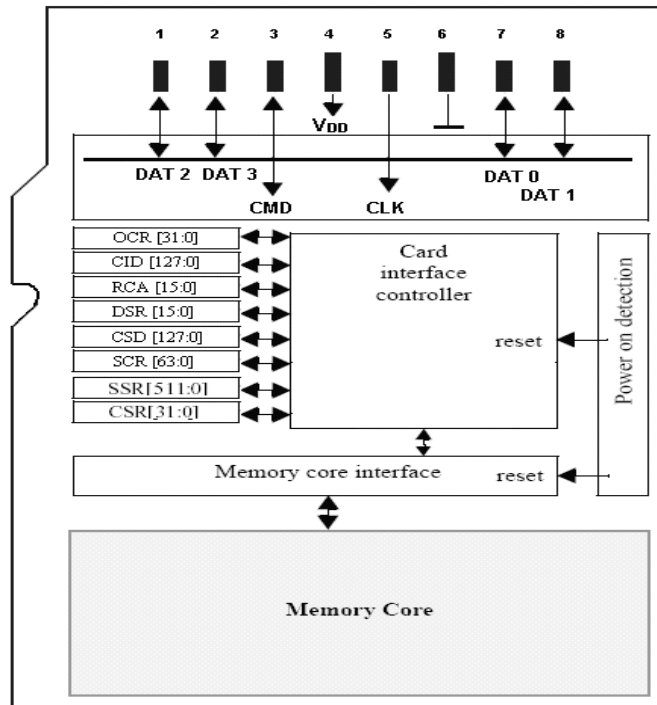 1 2 3 4 5 6 7 8
VDD
DAT 2 DAT 3 DAT 0
DAT 1
CMD CLK
OCR [31:0]
CID [127:0]
RCA [15:0]
DSR [15:0]
CSD [127:0]
SCR [63:0]
SSR[511:0]
CSR[31:0]
Card
interface
controller
reset
Power on detection
Memory core interface
reset
Memory Core